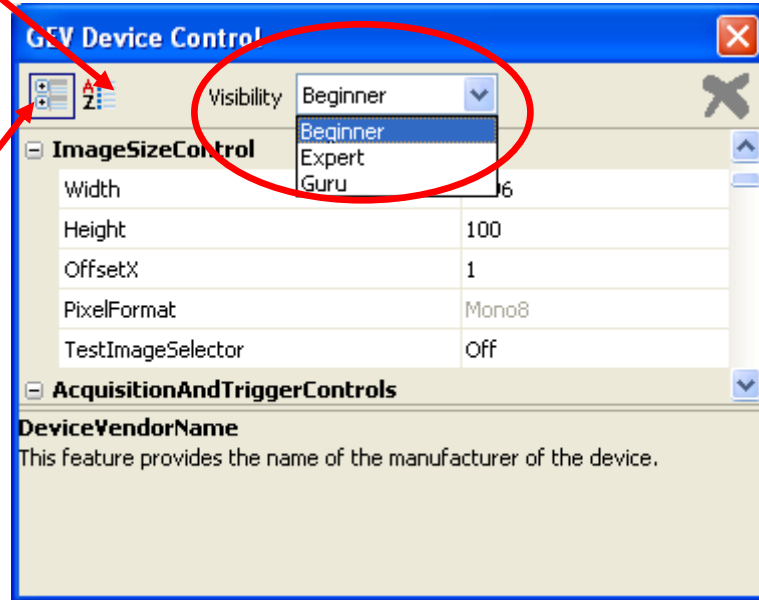 GEV Device Control
A
Z
Visibility Beginner
Beginner
Expert
Guru
ImageSizeControl
Width
Height 100
OffsetX 1
PixelFormat Mono8
TestImageSelector Off
AcquisitionAndTriggerControls
DeviceVendorName
This feature provides the name of the manufacturer of the device.